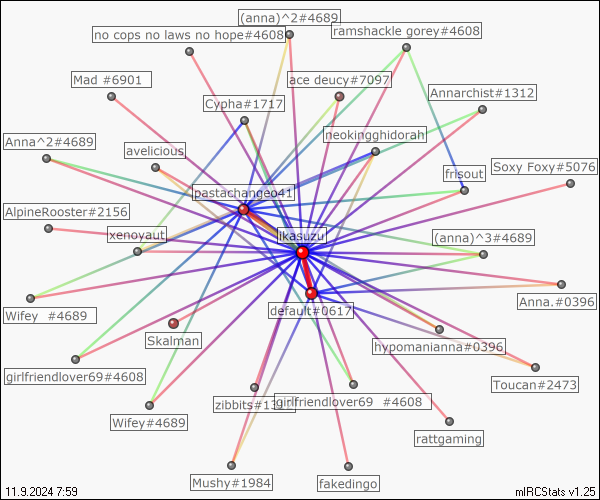 (anna)^2#4689
no cops no laws no hope#4608
ramshackle gorey#4608
Mad #6901
ace deucy#7097
Annarchist#1312
Cypha#1717
neokingghidorah
Anna^2#4689
avelicious
Soxy Foxy#5076
frisout
pastachangeo41
AlpineRooster#2156
xenoyaut
ikasuzu
(anna)^3#4689
Wifey #4689
Anna.#0396
default#0617
Skalman
hypomanianna#0396
girlfriendlover69#4608
Toucan#2473
zibbits#13
girlfriendlover69 #4608
Wifey#4689
rattgaming
Mushy#1984
fakedingo
11.9.2024 7:59
mIRCStats v1.25